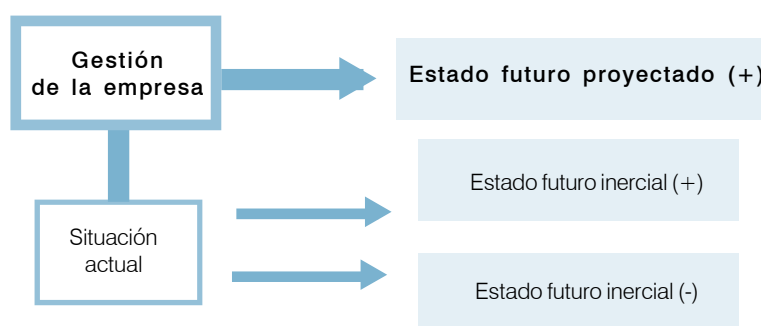 Gestión
de la empresa
Estado futuro proyectado (+)
Estado futuro inercial (+)
Situación
actual
Estado futuro inercial (-)